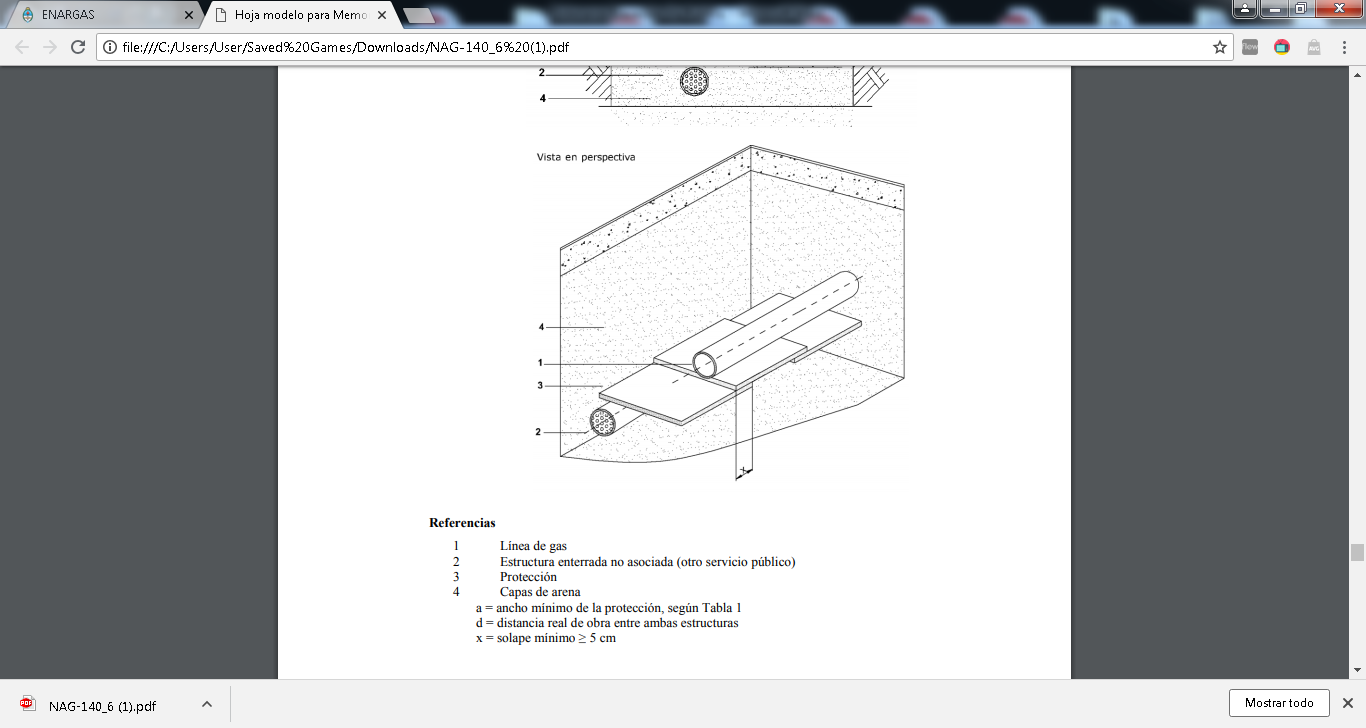 ENARGAS
Hoja modelo para Memo
file:///C:/Users/User/Saved%20Games/Downloads/NAG-140_6%20(1).pdf
flow
AVG
2
4
Vista en perspectiva
4
1
3
2
x
Referencias
1 Línea de gas
2 Estructura enterrada no asociada (otro servicio público)
3 Protección
4 Capas de arena
a = ancho mínimo de la protección, según Tabla 1
d = distancia real de obra entre ambas estructuras
x = solape mínimo ≥ 5 cm
PDF
NAG-140_6 (1).pdf
Mostrar todo